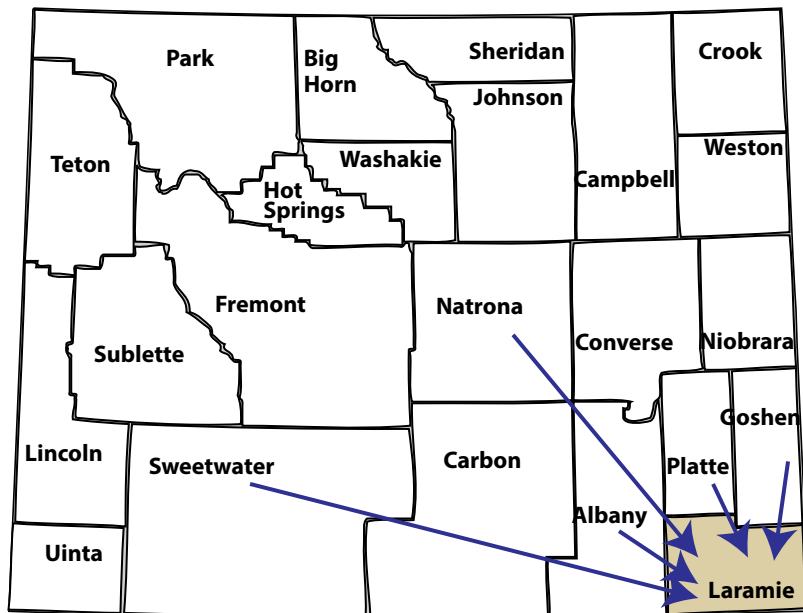 Park
Big
Horn
Sheridan
Crook
Johnson
Teton
Washakie
Weston
Campbell
Hot
Springs
Fremont
Natrona
Converse
Niobrara
Sublette
Goshen
Lincoln
Sweetwater
Carbon
Platte
Albany
Uinta
Laramie